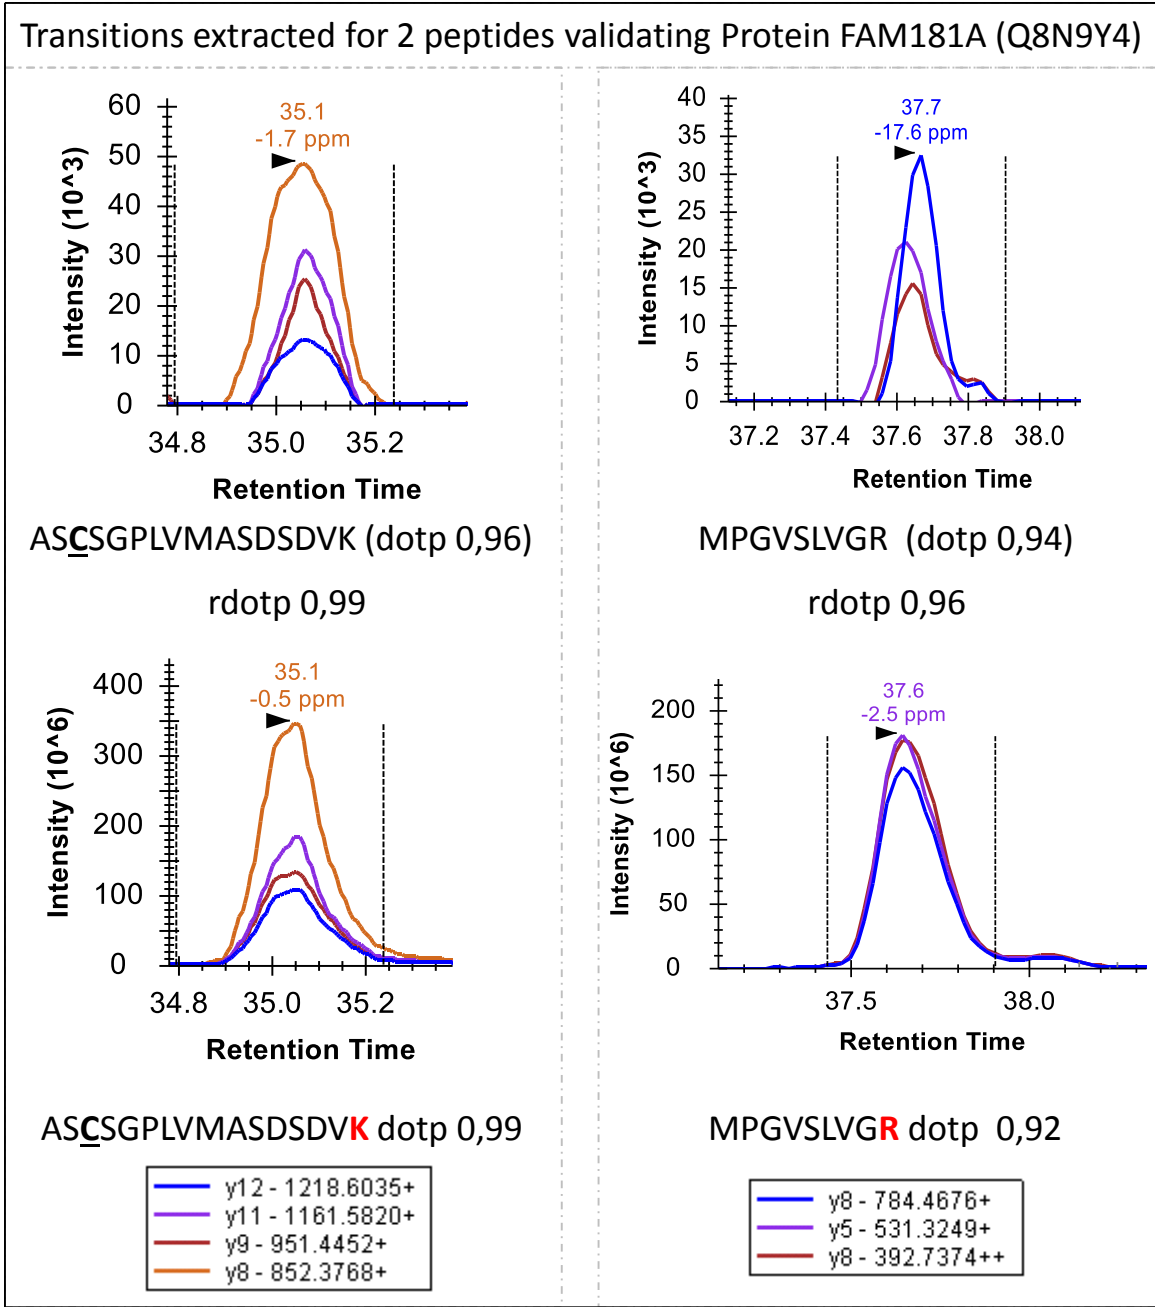 Transitions extracted for 2 peptides validating Protein FAM181A (Q8N9Y4)
60
50
40
30
20
10
0
Intensity (10^3)
35.1
-1.7 ppm
34.8 35.0 35.2
Retention Time
ASCSGPLVMASDSDVK (dotp 0,96)
rdotp 0,99
40
35
30
25
20
15
10
5
0
Intensity (10^3)
37.7
-17.6 ppm
37.2 37.4 37.6 37.8 38.0
Retention Time
MPGVSLVGR (dotp 0,94)
rdotp 0,96
400
300
200
100
0
Intensity (10^6)
35.1
-0.5 ppm
34.8 35.0 35.2
Retention Time
ASCSGPLVMASDSDVK dotp 0,99
y12 - 1218.6035+
y11 - 1161.5820+
y9 - 951.4452+
y8 - 852.3768+
200
150
100
50
0
Intensity (10^6)
37.6
-2.5 ppm
37.5 38.0
Retention Time
MPGVSLVGR dotp 0,92
y8 - 784.4676+
y5 - 531.3249+
y8 - 392.7374++